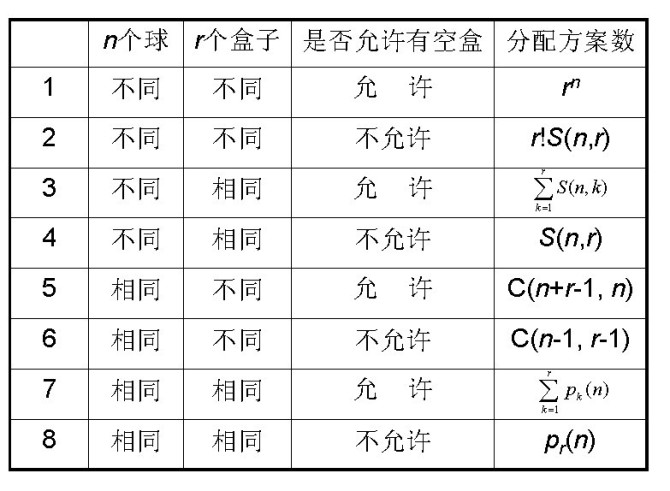 n个球 r个盒子 是否允许有空盒 分配方案数
1 不同 不同 允 许 rⁿ
2 不同 不同 不允许 r!S(n,r)
3 不同 相同 允 许 \sum_{k=1}^{r} S(n,k)
4 不同 相同 不允许 S(n,r)
5 相同 不同 允 许 C(n+r-1, n)
6 相同 不同 不允许 C(n-1, r-1)
7 相同 相同 允 许 \sum_{k=1}^{r} p_k(n)
8 相同 相同 不允许 p_r(n)